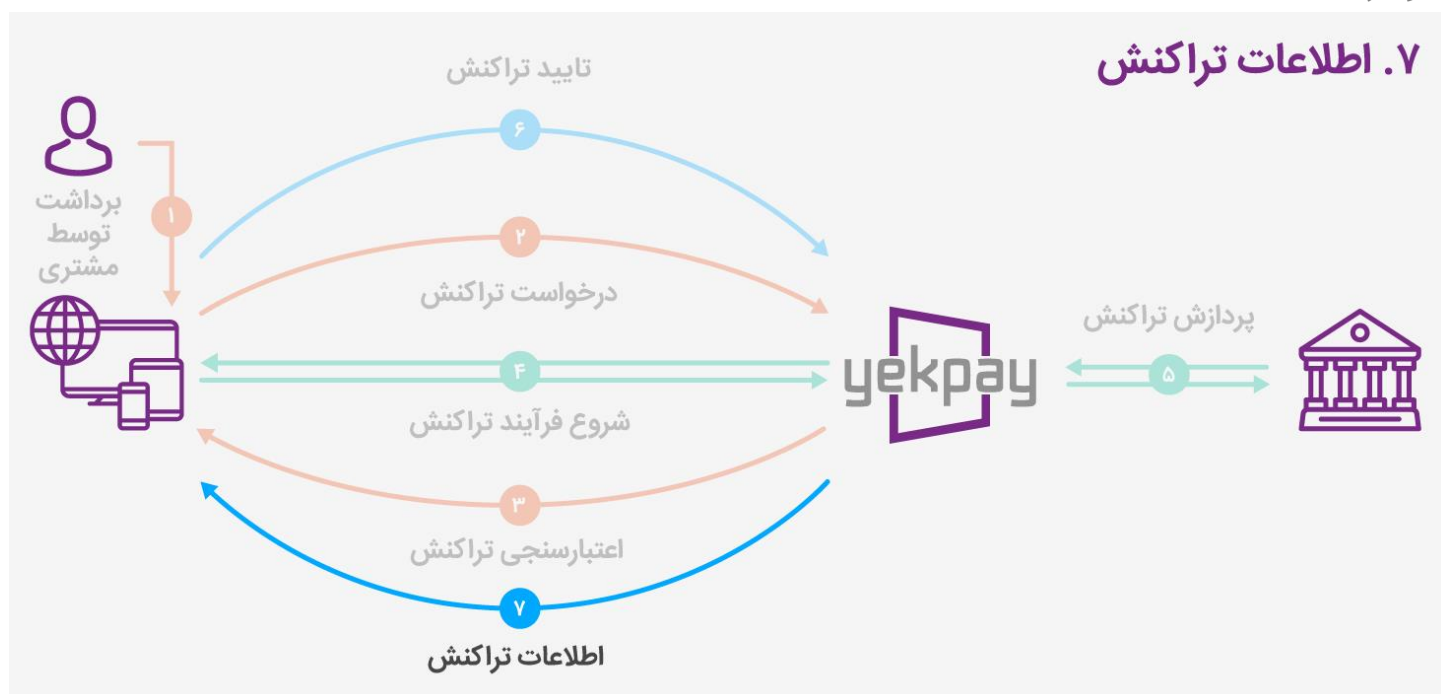 ۷. اطلاعات تراکنش
تایید تراکنش
۶
برداشت
توسط
مشتری
۱
۲
درخواست تراکنش
پردازش تراکنش
yekpay
۴
۵
شروع فرآیند تراکنش
۳
اعتبارسنجی تراکنش
۷
اطلاعات تراکنش